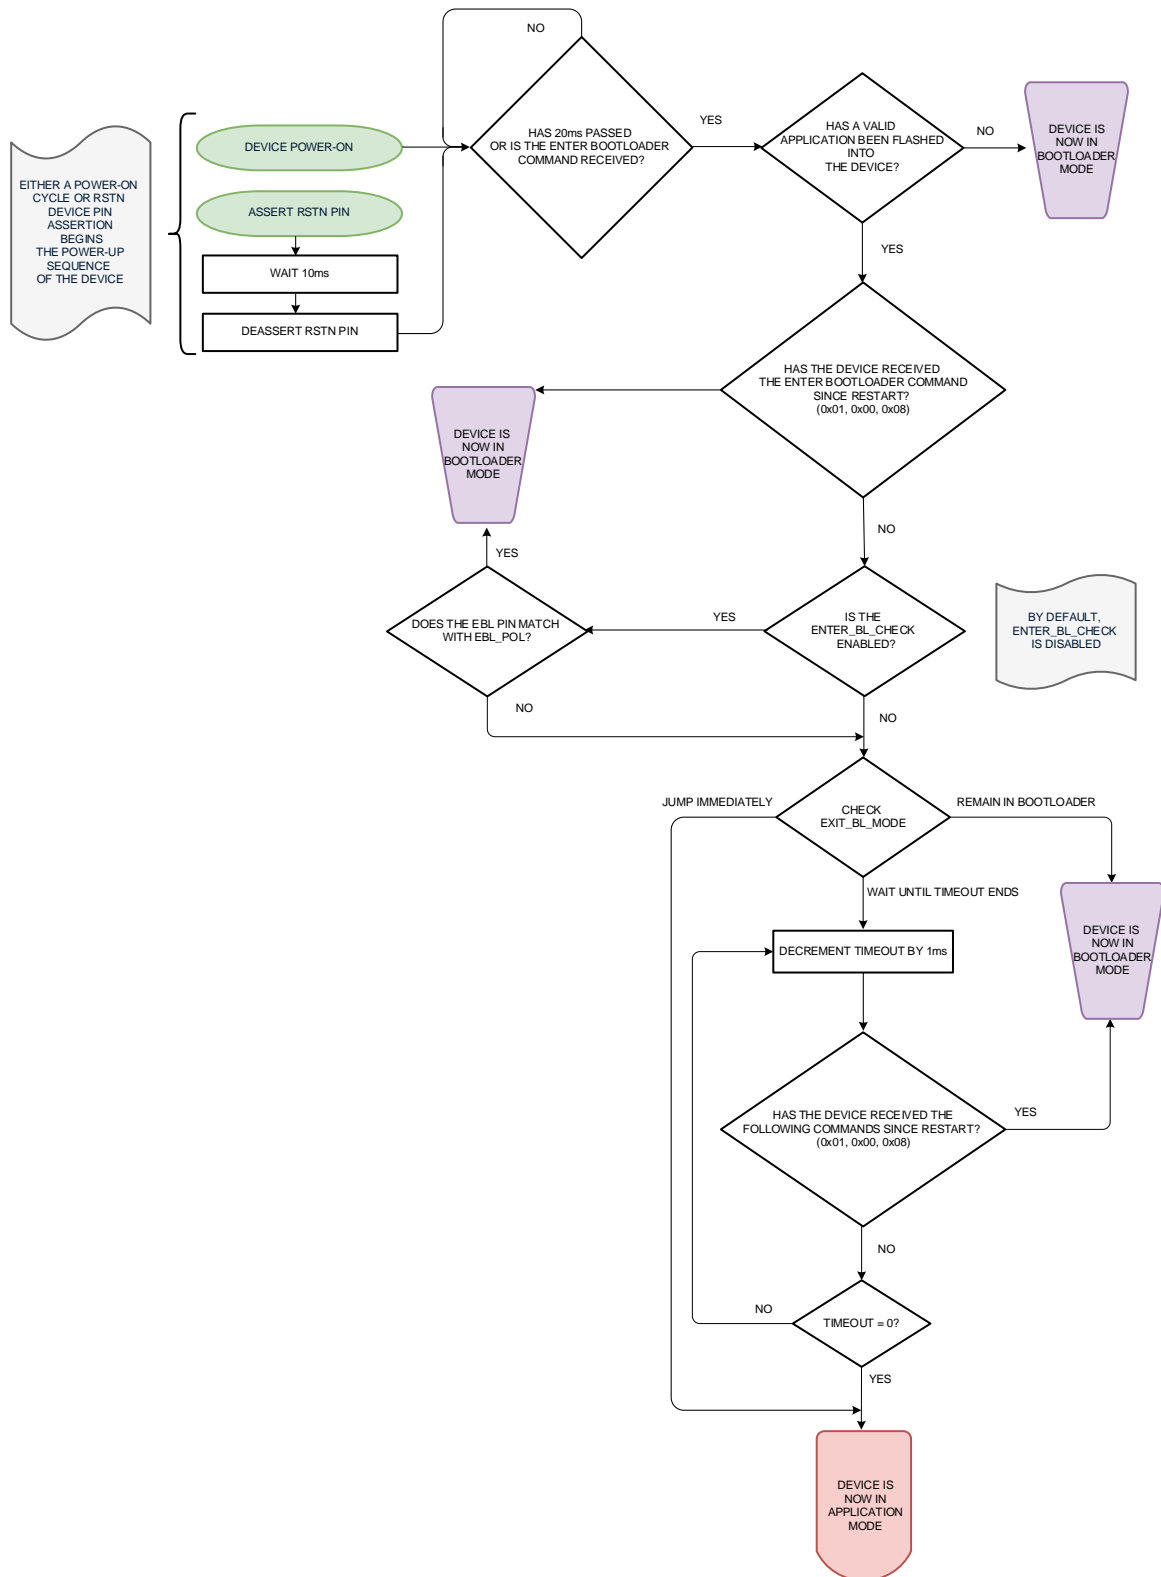 NO
HAS 20ms PASSED
OR IS THE ENTER BOOTLOADER
COMMAND RECEIVED?
YES
HAS A VALID
APPLICATION BEEN FLASHED
INTO
THE DEVICE?
NO
DEVICE IS
NOW IN
BOOTLOADER
MODE
EITHER A POWER-ON
CYCLE OR RSTN
DEVICE PIN
ASSERTION
BEGINS
THE POWER-UP
SEQUENCE
OF THE DEVICE
DEVICE POWER-ON
ASSERT RSTN PIN
WAIT 10ms
DEASSERT RSTN PIN
YES
HAS THE DEVICE RECEIVED
THE ENTER BOOTLOADER COMMAND
SINCE RESTART?
(0x01, 0x00, 0x08)
DEVICE IS
NOW IN
BOOTLOADER
MODE
NO
YES
DOES THE EBL PIN MATCH
WITH EBL_POL?
YES
IS THE
ENTER_BL_CHECK
ENABLED?
BY DEFAULT,
ENTER_BL_CHECK
IS DISABLED
NO
NO
JUMP IMMEDIATELY
CHECK
EXIT_BL_MODE
REMAIN IN BOOTLOADER
WAIT UNTIL TIMEOUT ENDS
DECREMENT TIMEOUT BY 1ms
DEVICE IS
NOW IN
BOOTLOADER
MODE
HAS THE DEVICE RECEIVED THE
FOLLOWING COMMANDS SINCE RESTART?
(0x01, 0x00, 0x08)
YES
NO
NO
TIMEOUT = 0?
YES
DEVICE IS
NOW IN
APPLICATION
MODE